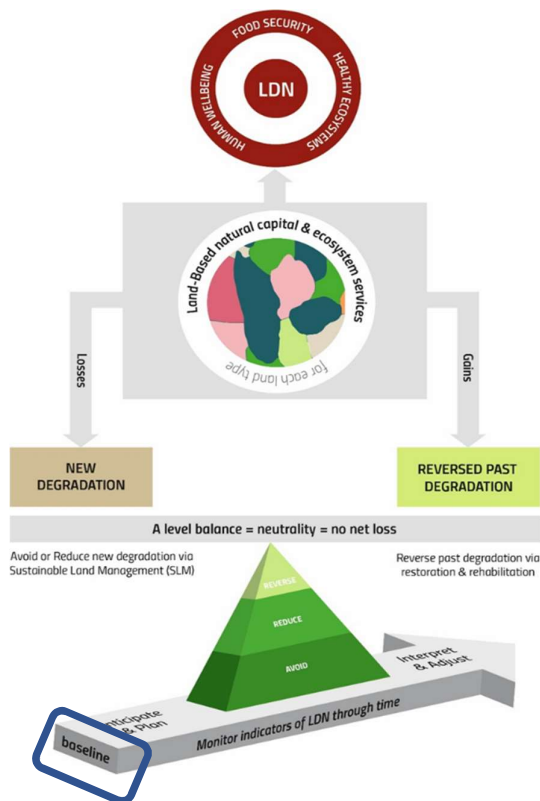 FOOD SECURITY
HUMAN WELLBEING
HEALTHY ECOSYSTEMS
LDN
Land-Based natural capital & ecosystem services
for each land type
Losses
Gains
NEW
DEGRADATION
REVERSED PAST
DEGRADATION
A level balance = neutrality = no net loss
Avoid or Reduce new degradation via
Sustainable Land Management (SLM)
Reverse past degradation via
restoration & rehabilitation
REVERSE
REDUCE
AVOID
Interpret
& Adjust
nticipate
& Plan
baseline
Monitor indicators of LDN through time